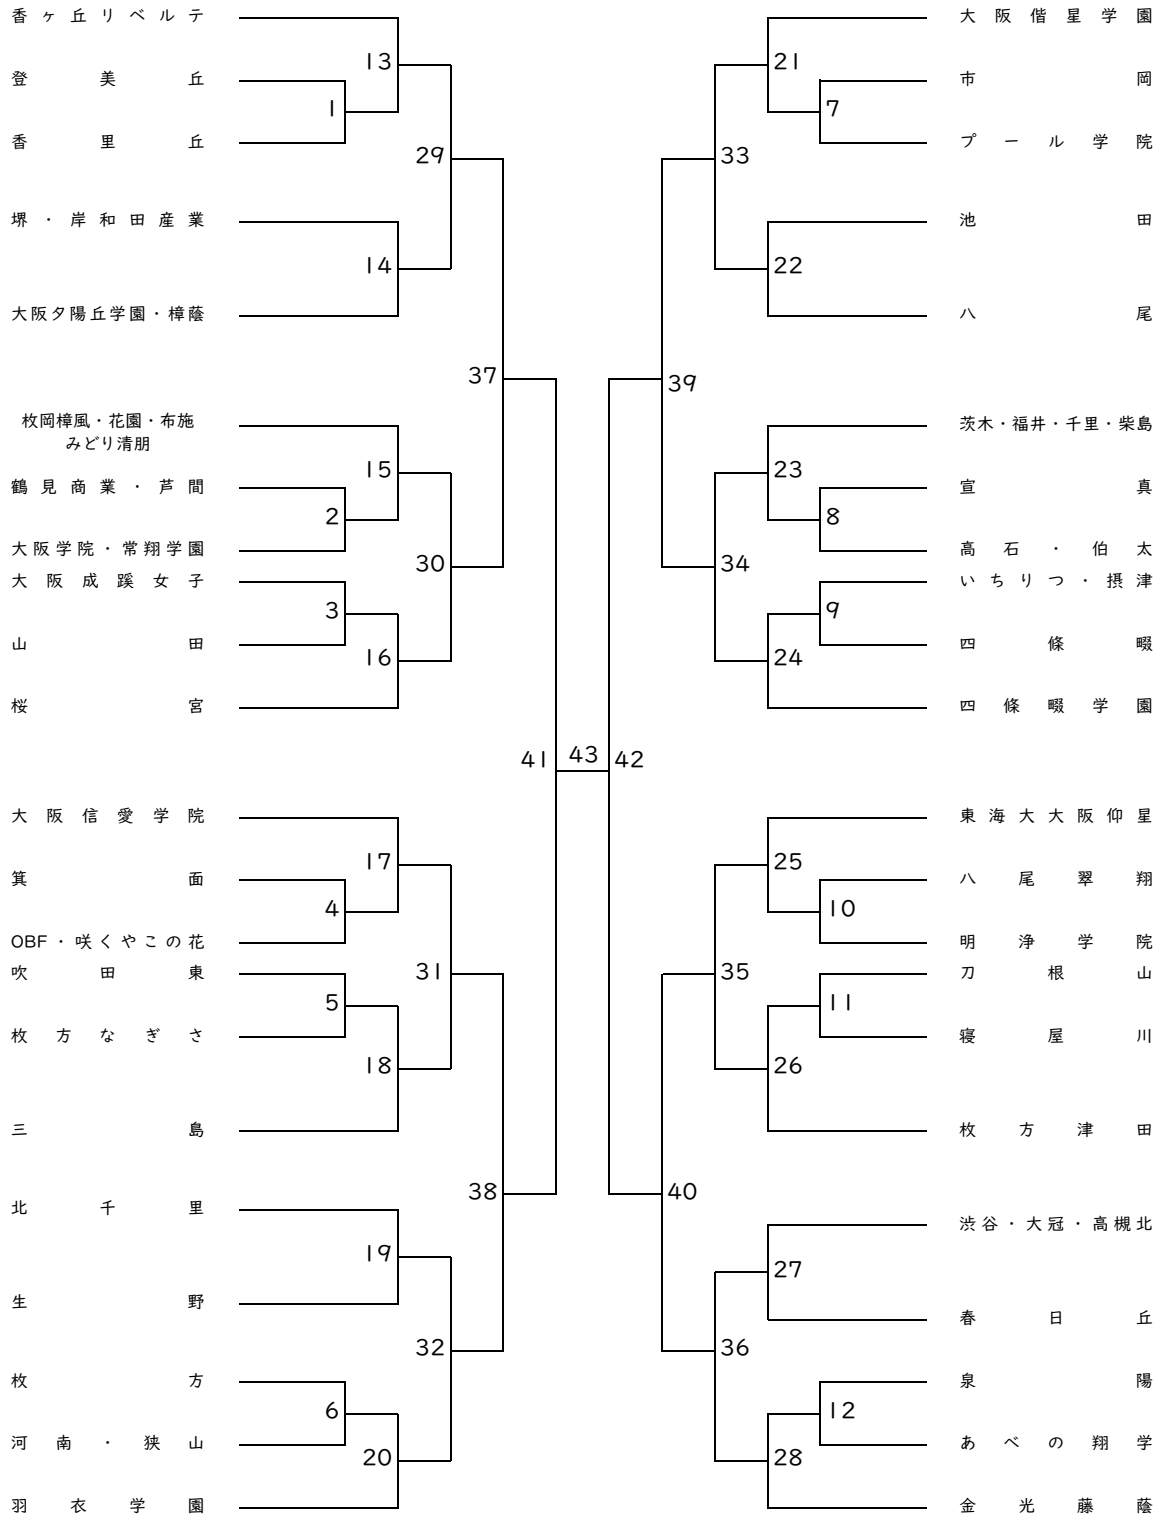 香ヶ丘リベルテ
13
登美丘
1
香里丘
29
堺・岸和田産業
14
大阪夕陽丘学園・樟蔭
37
枚岡樟風・花園・布施
みどり清朋
15
鶴見商業・芦間
2
大阪学院・常翔学園
30
大阪成蹊女子
3
山田
16
桜宮
41
大阪信愛学院
17
箕面
4
OBF・咲くやこの花
31
吹田東
5
枚方なぎさ
18
三島
38
北千里
19
生野
32
枚方
6
河南・狭山
20
羽衣学園
43
大阪偕星学園
21
市岡
7
プール学院
33
池田
22
八尾
39
茨木・福井・千里・柴島
23
宣真
8
高石・伯太
34
いちりつ・摂津
9
四條畷
24
四條畷学園
42
東海大大阪仰星
25
八尾翠翔
10
明浄学院
35
刀根山
11
寝屋川
26
枚方津田
40
渋谷・大冠・高槻北
27
春日丘
36
泉陽
12
あべの翔学
28
金光藤蔭